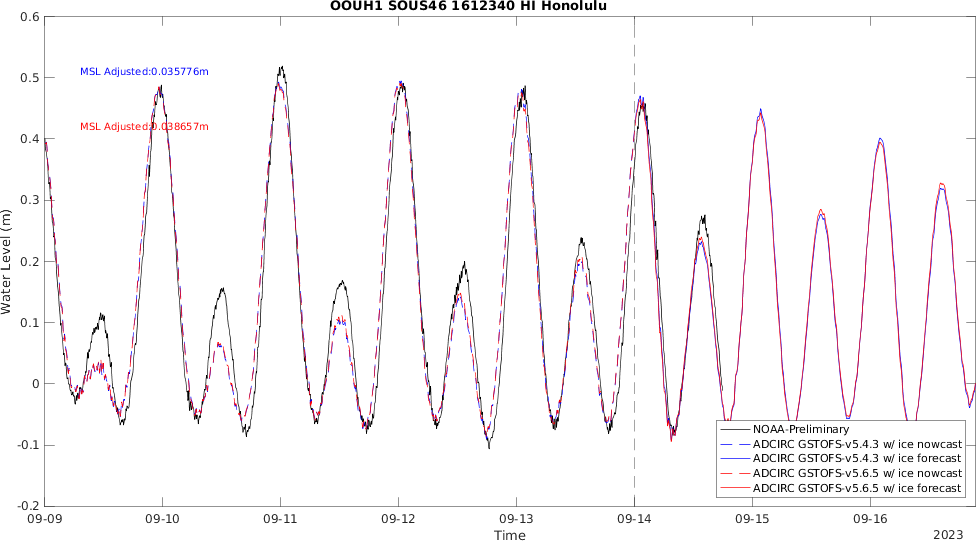 OOUH1 SOUS46 1612340 HI Honolulu
0.6
0.5
0.4
0.3
0.2
0.1
0
-0.1
-0.2
Water Level (m)
MSL Adjusted:0.035776m
MSL Adjusted:0.038657m
NOAA-Preliminary
ADCIRC GSTOFS-v5.4.3 w/ ice nowcast
ADCIRC GSTOFS-v5.4.3 w/ ice forecast
ADCIRC GSTOFS-v5.6.5 w/ ice nowcast
ADCIRC GSTOFS-v5.6.5 w/ ice forecast
09-09 09-10 09-11 09-12 09-13 09-14 09-15 09-16
Time
2023